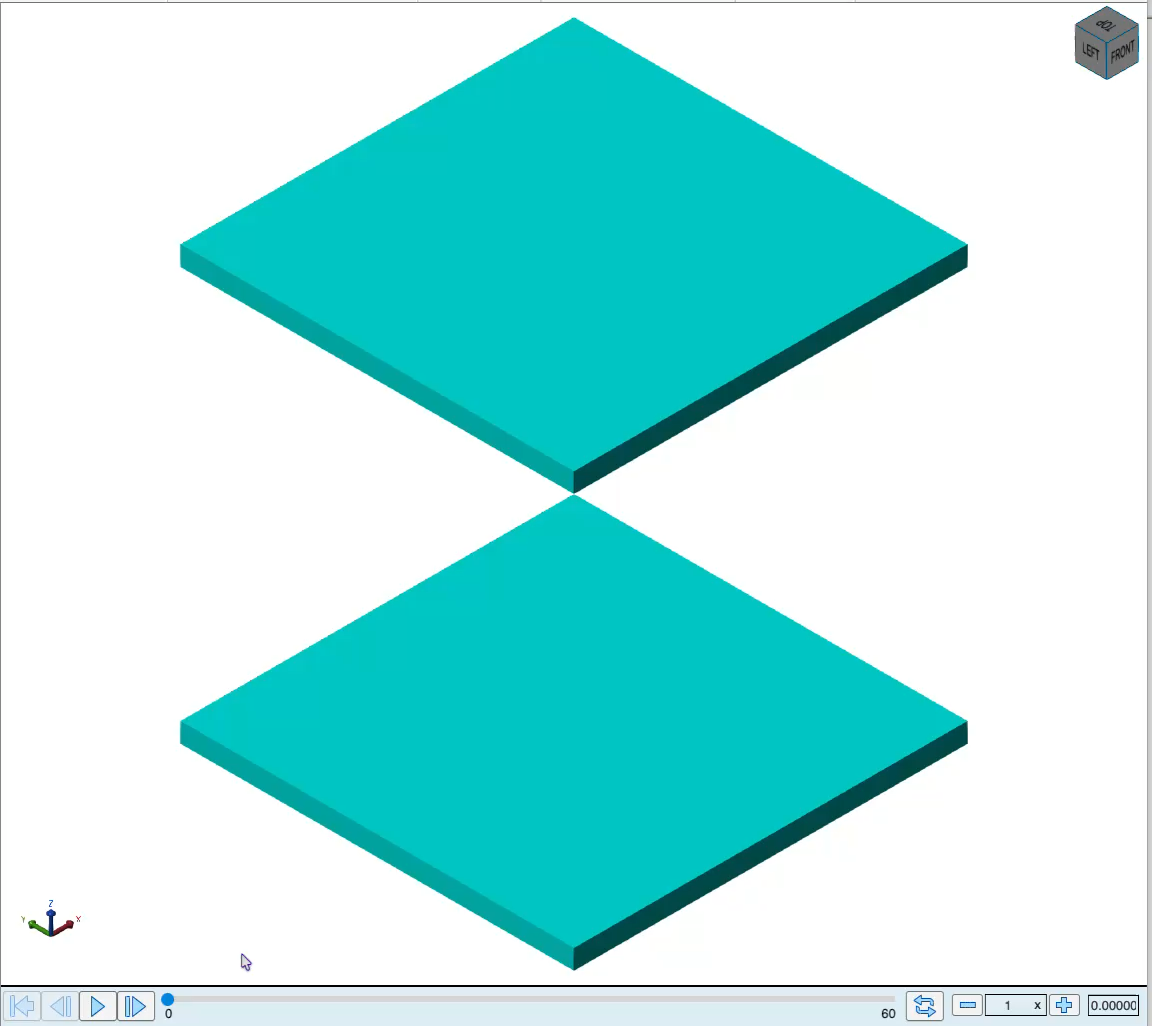 TOP
LEFT FRONT
Z
Y X
0
60
1 x
0.00000